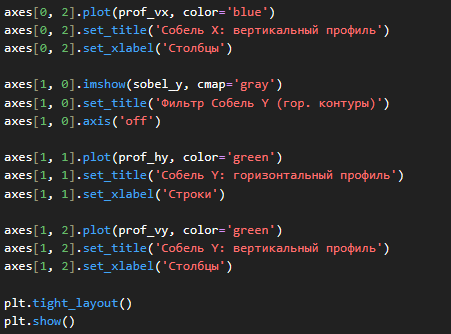 axes[0, 2].plot(prof_vx, color='blue')
axes[0, 2].set_title('Собель X: вертикальный профиль')
axes[0, 2].set_xlabel('Столбцы')
axes[1, 0].imshow(sobel_y, cmap='gray')
axes[1, 0].set_title('Фильтр Собель Y (гор. контуры)')
axes[1, 0].axis('off')
axes[1, 1].plot(prof_hy, color='green')
axes[1, 1].set_title('Собель Y: горизонтальный профиль')
axes[1, 1].set_xlabel('Строки')
axes[1, 2].plot(prof_vy, color='green')
axes[1, 2].set_title('Собель Y: вертикальный профиль')
axes[1, 2].set_xlabel('Столбцы')
plt.tight_layout()
plt.show()